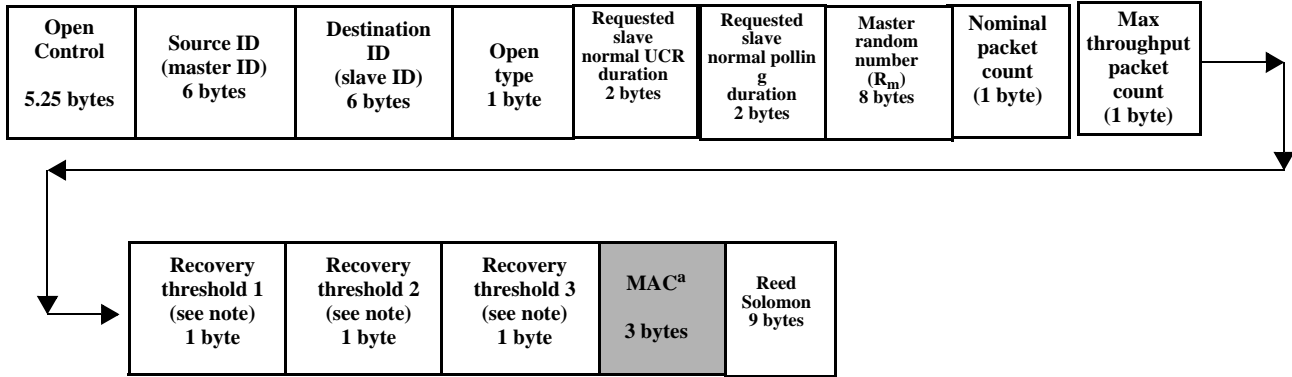 Open
Control
5.25 bytes
Source ID
(master ID)
6 bytes
Destination
ID
(slave ID)
6 bytes
Open
type
1 byte
Requested
slave
normal UCR
duration
2 bytes
Requested
slave
normal pollin
g
duration
2 bytes
Master
random
number
(Rm)
8 bytes
Nominal
packet
count
(1 byte)
Max
throughput
packet
count
(1 byte)
Recovery
threshold 1
(see note)
1 byte
Recovery
threshold 2
(see note)
1 byte
Recovery
threshold 3
(see note)
1 byte
MACa
3 bytes
Reed
Solomon
9 bytes